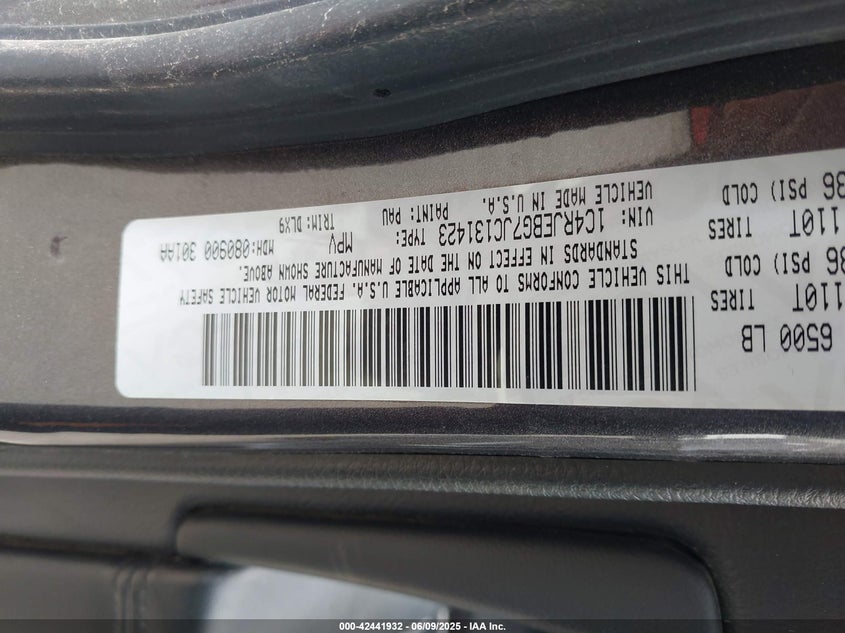 6500 LB
110T TIRES
36 PSI) COLD
110T TIRES
36 PSI) COLD
THIS VEHICLE CONFORMS TO ALL APPLICABLE U.S.A. FEDERAL MOTOR VEHICLE SAFETY
STANDARDS IN EFFECT ON THE DATE OF MANUFACTURE SHOWN ABOVE.
VIN: 1C4RJEBG7JC131423 TYPE: MPV MDH:080900 301AA
VEHICLE MADE IN U.S.A. PAINT: PAU TRIM: DLX9
000-42441932 - 06/09/2025 - IAA Inc.